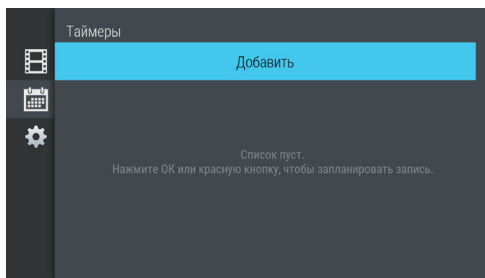 Таймеры
Добавить
Список пуст.
Нажмите ОК или красную кнопку, чтобы запланировать запись.